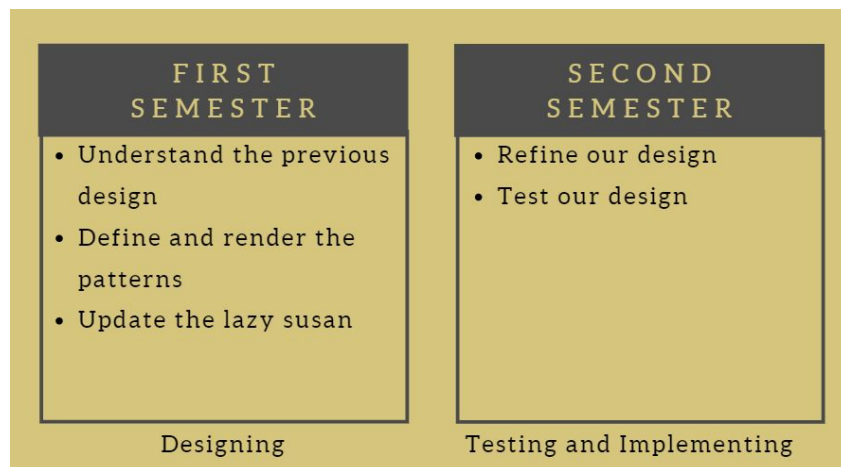 FIRST
SEMESTER
• Understand the previous
design
• Define and render the
patterns
• Update the lazy susan
Designing
SECOND
SEMESTER
• Refine our design
• Test our design
Testing and Implementing